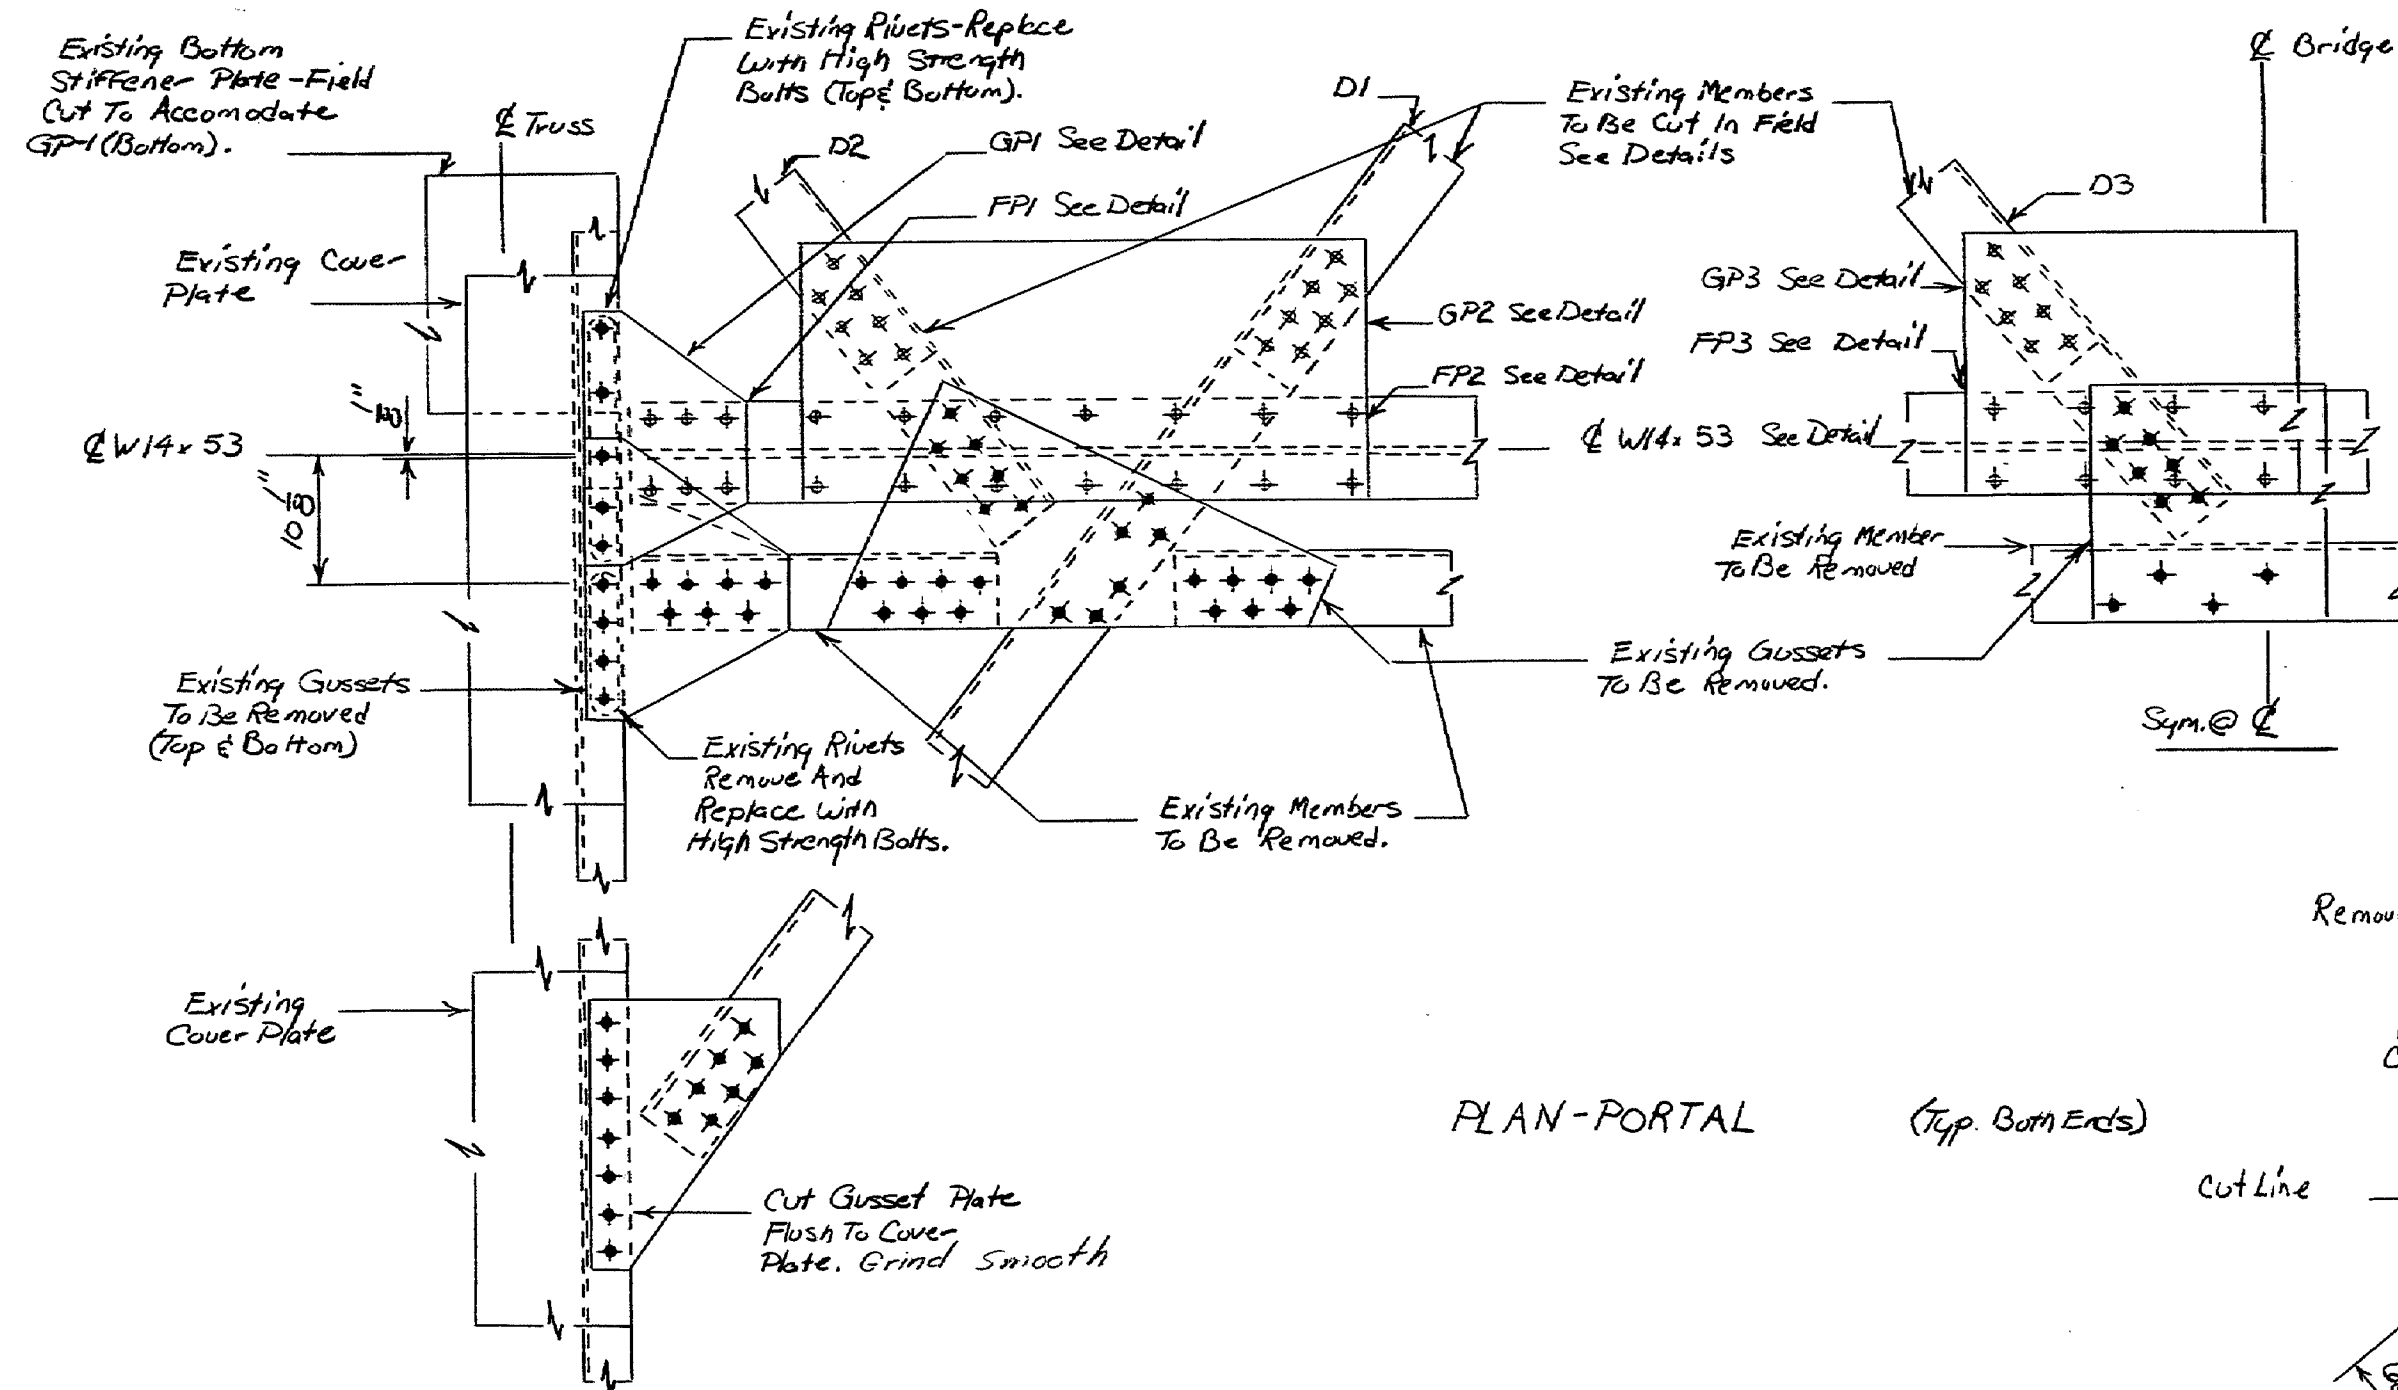 Existing Bottom
Stiffener Plate-Field
Cut To Accomodate
GP-1 (Bottom).
Existing Rivets-Replace
With High Strength
Bolts (Top & Bottom).
℄ Truss
D2
GP1 See Detail
FP1 See Detail
D1
Existing Members
To Be Cut In Field
See Details
℄ Bridge
D3
Existing Cover
Plate
GP2 See Detail
FP2 See Detail
GP3 See Detail
FP3 See Detail
℄ W14x53
1"
8
10 1"
8
℄ W14x53 See Detail
Existing Member
To Be Removed
Existing Gussets
To Be Removed
(Top & Bottom)
Existing Rivets
Remove And
Replace With
High Strength Bolts.
Existing Members
To Be Removed.
Existing Gussets
To Be Removed.
Sym. @ ℄
Existing
Cover Plate
Cut Gusset Plate
Flush To Cover
Plate. Grind Smooth
PLAN-PORTAL (Typ. Both Ends)
Cut Line